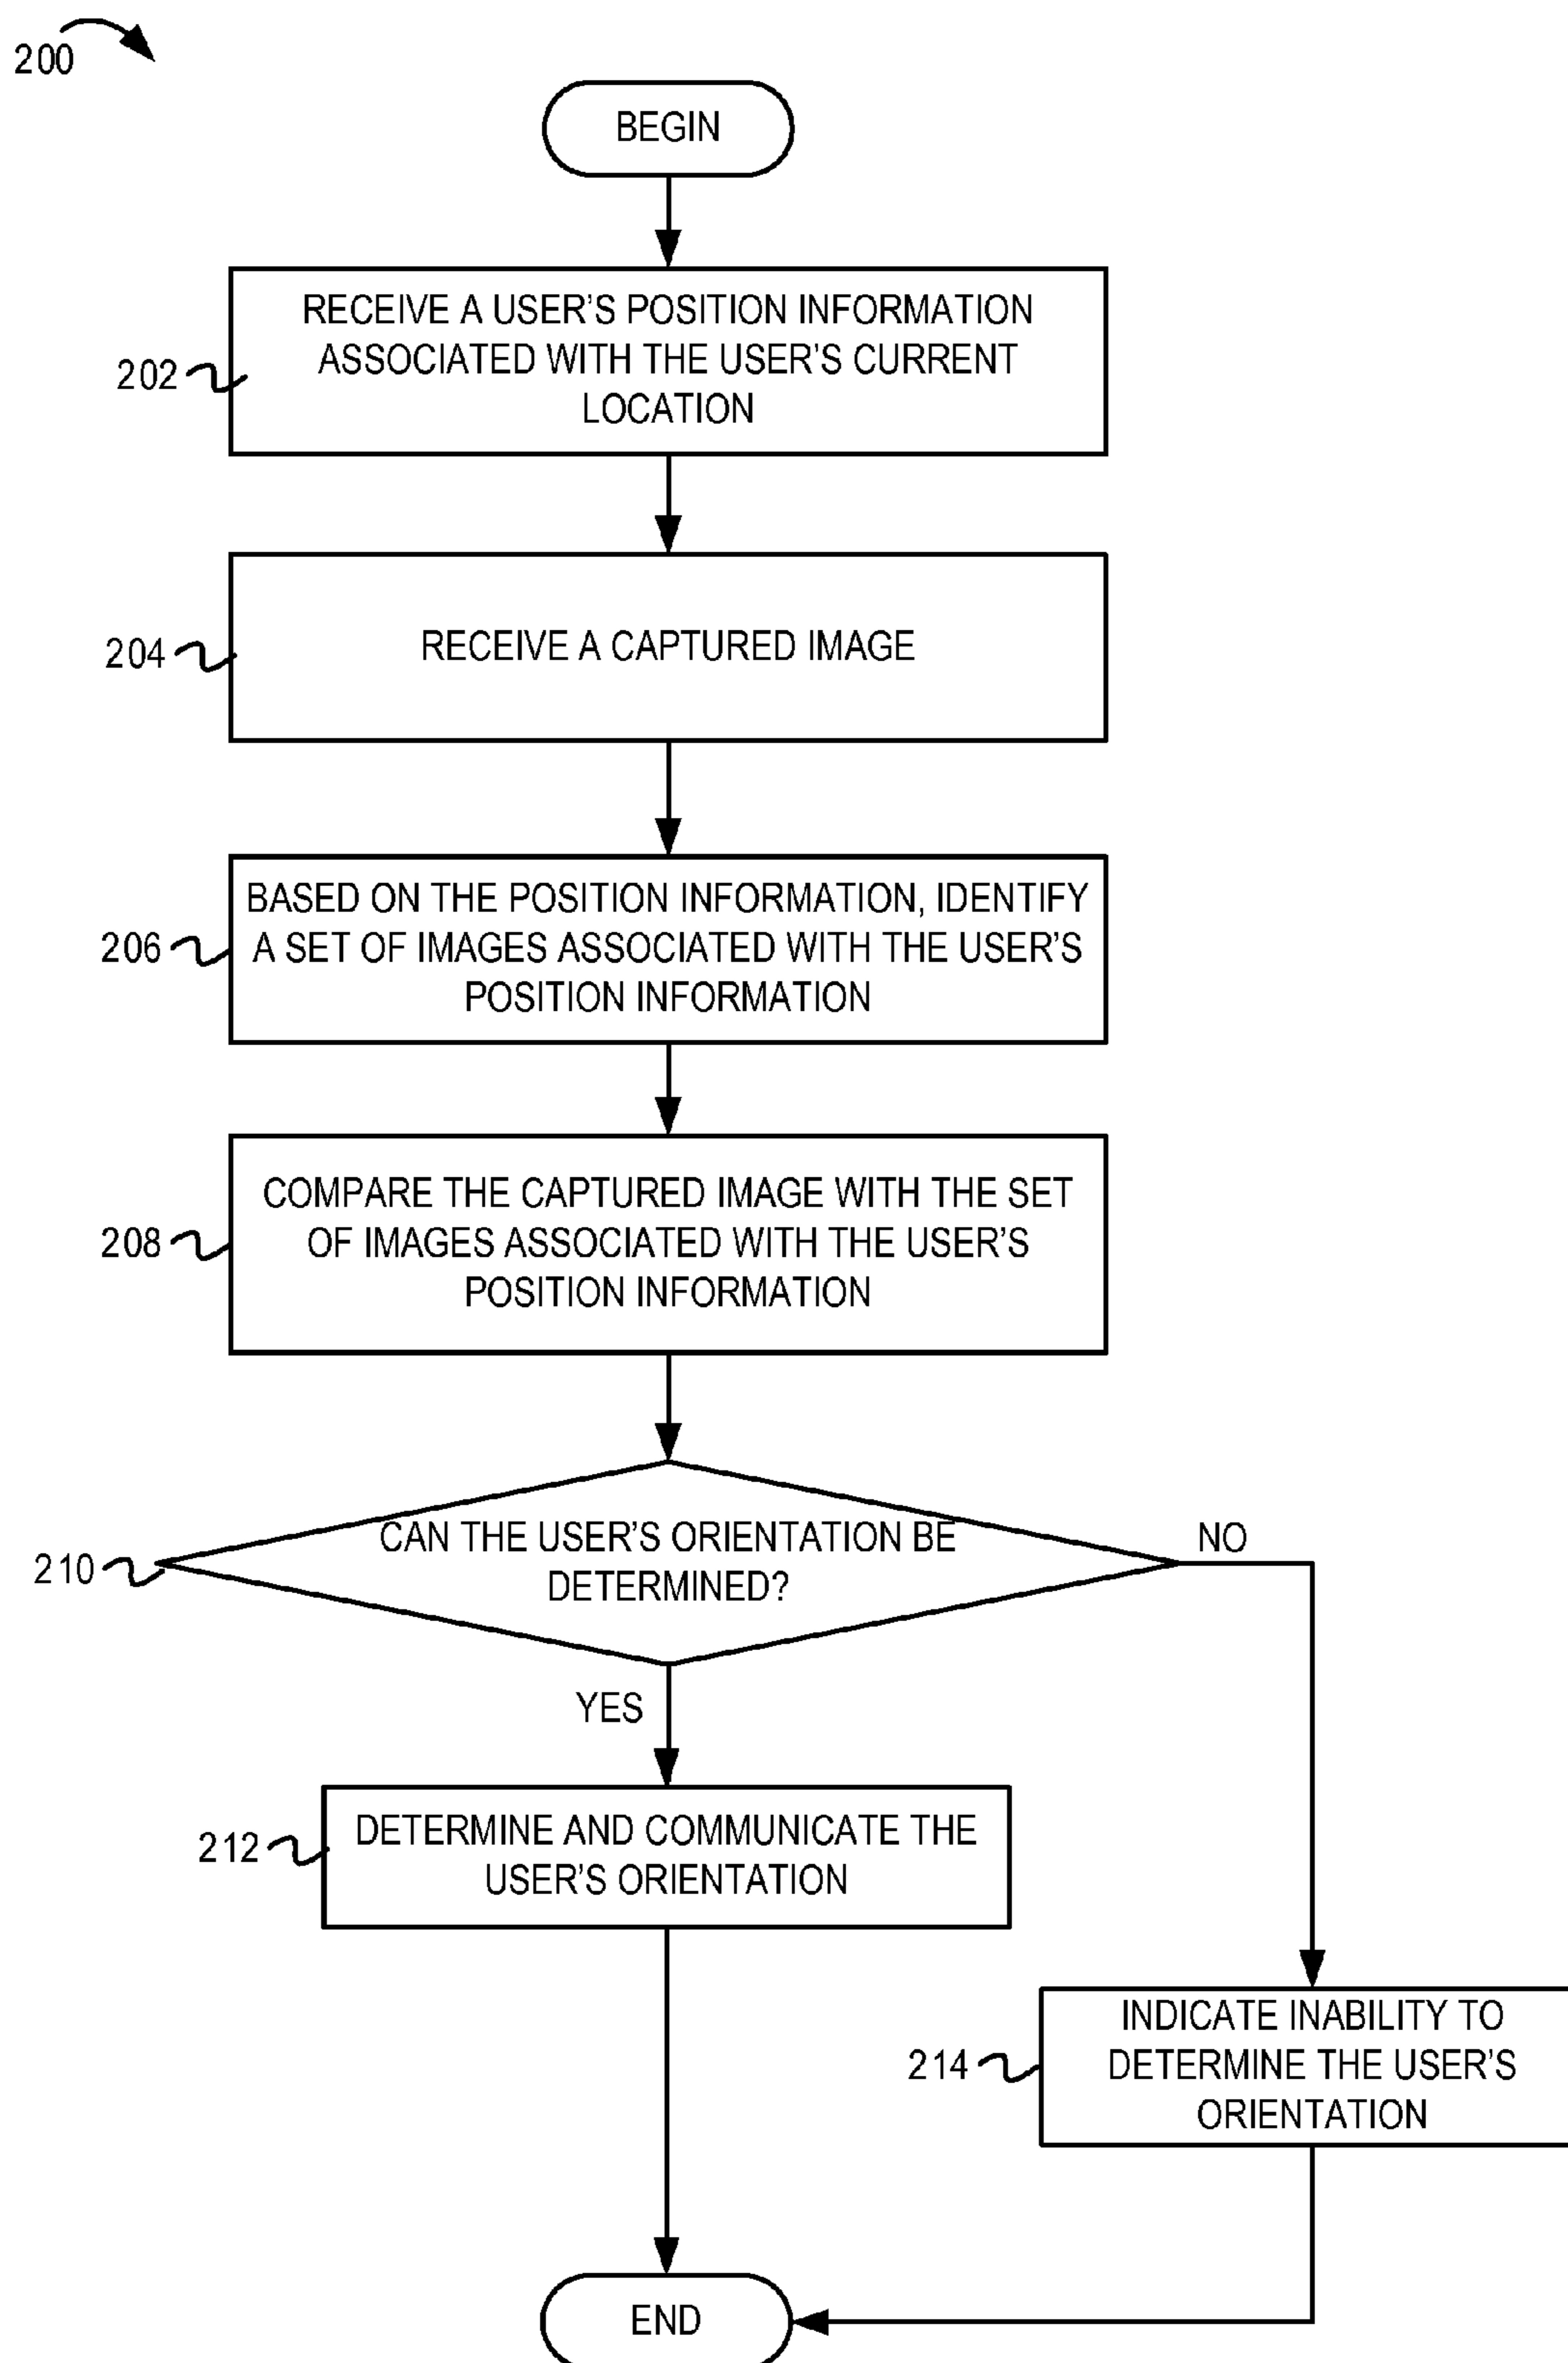 200
BEGIN
RECEIVE A USER'S POSITION INFORMATION
ASSOCIATED WITH THE USER'S CURRENT
LOCATION
202
RECEIVE A CAPTURED IMAGE
204
BASED ON THE POSITION INFORMATION, IDENTIFY
A SET OF IMAGES ASSOCIATED WITH THE USER'S
POSITION INFORMATION
206
COMPARE THE CAPTURED IMAGE WITH THE SET
OF IMAGES ASSOCIATED WITH THE USER'S
POSITION INFORMATION
208
CAN THE USER'S ORIENTATION BE
DETERMINED?
210
NO
YES
DETERMINE AND COMMUNICATE THE
USER'S ORIENTATION
212
INDICATE INABILITY TO
DETERMINE THE USER'S
ORIENTATION
214
END